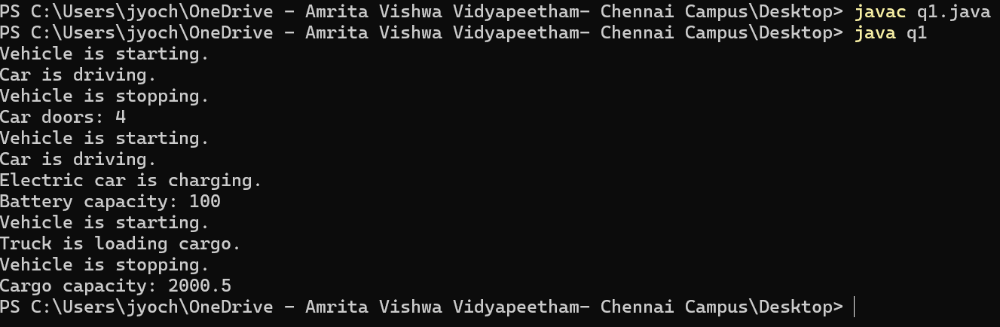 PS C:\Users\jyoch\OneDrive - Amrita Vishwa Vidyapeetham- Chennai Campus\Desktop> javac q1.java
PS C:\Users\jyoch\OneDrive - Amrita Vishwa Vidyapeetham- Chennai Campus\Desktop> java q1
Vehicle is starting.
Car is driving.
Vehicle is stopping.
Car doors: 4
Vehicle is starting.
Car is driving.
Electric car is charging.
Battery capacity: 100
Vehicle is starting.
Truck is loading cargo.
Vehicle is stopping.
Cargo capacity: 2000.5
PS C:\Users\jyoch\OneDrive - Amrita Vishwa Vidyapeetham- Chennai Campus\Desktop>